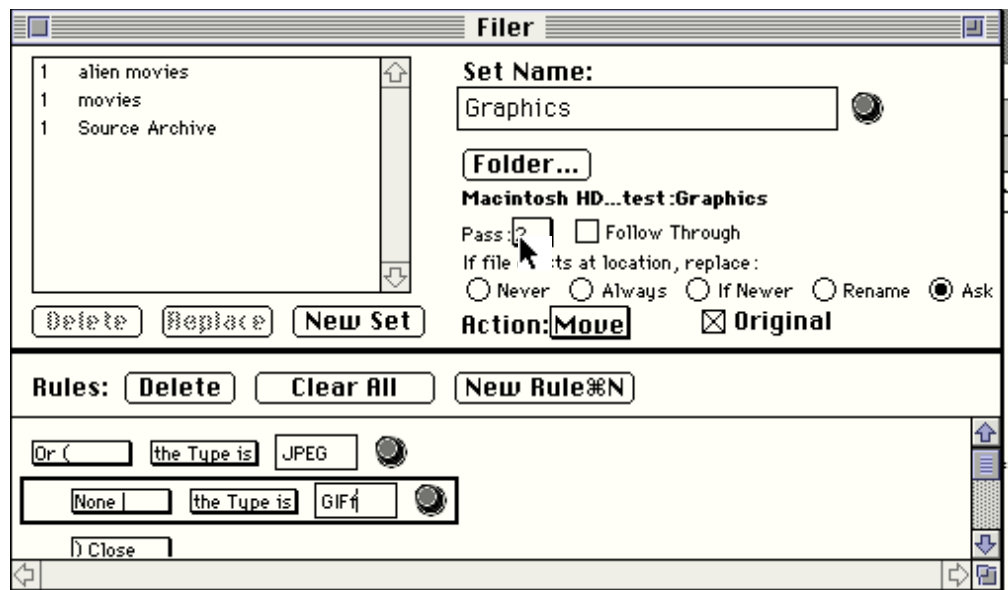 Filer
1 alien movies
1 movies
1 Source Archive
Set Name:
Graphics
Folder...
Macintosh HD...test:Graphics
Pass: Follow Through
If file at location, replace:
Never Always If Newer Rename Ask
Delete Replace New Set
Action: Move Original
Rules: Delete Clear All New Rule⌘N
Or ( the Type is JPEG
None | the Type is GIFf
) Close